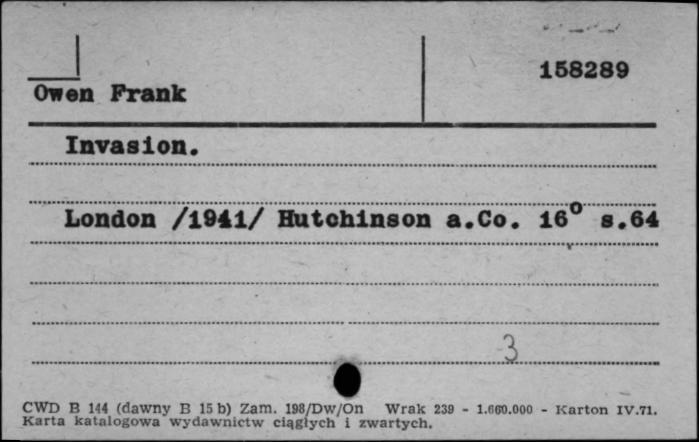 158289
Owen Frank
Invasion.
London /1941/ Hutchinson a.Co. 16° s.64
3
CWD B 144 (dawny B 15 b) Zam. 198/Dw/On Wrak 239 - 1.660.000 - Karton IV.71.
Karta katalogowa wydawnictw ciągłych i zwartych.